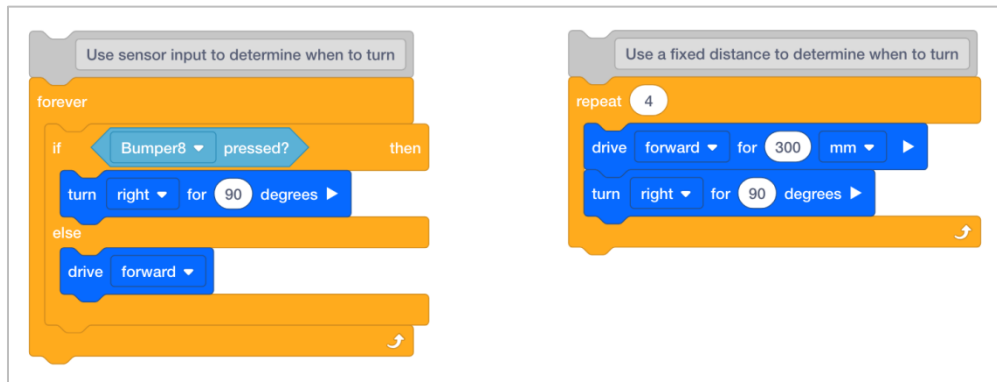 Use sensor input to determine when to turn
forever
if Bumper8 pressed? then
turn right for 90 degrees
else
drive forward
Use a fixed distance to determine when to turn
repeat 4
drive forward for 300 mm
turn right for 90 degrees